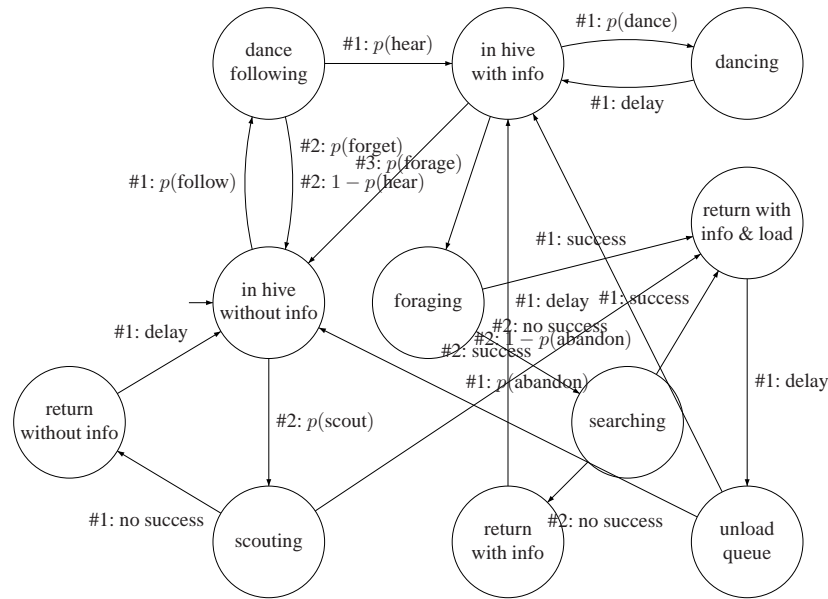 dance
following
#1: p(hear)
in hive
with info
#1: p(dance)
dancing
#1: delay
#2: p(forget)
#3: p(forage)
#1: p(follow)
#2: 1 − p(hear)
return with
info & load
#1: success
in hive
without info
foraging
#1: delay
#1: success
#2: no success
#2: 1 − p(abandon)
#2: success
#1: delay
#1: p(abandon)
#1: delay
return
without info
#2: p(scout)
searching
#1: no success
scouting
return
with info
#2: no success
unload
queue